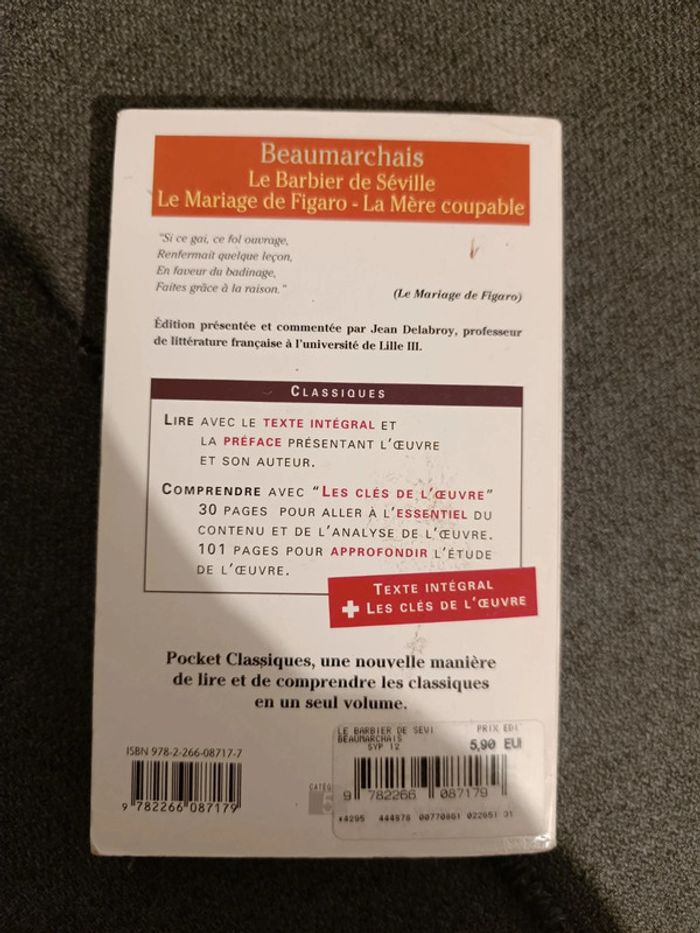 Beaumarchais
Le Barbier de Séville
Le Mariage de Figaro - La Mère coupable
"Si ce gai, ce fol ouvrage,
Renfermait quelque leçon,
En faveur du badinage,
Faites grâce à la raison."
(Le Mariage de Figaro)
Édition présentée et commentée par Jean Delabroy, professeur
de littérature française à l'université de Lille III.
CLASSIQUES
LIRE AVEC LE TEXTE INTÉGRAL ET
LA PRÉFACE PRÉSENTANT L'ŒUVRE
ET SON AUTEUR.
COMPRENDRE AVEC "LES CLÉS DE L'ŒUVRE"
30 PAGES POUR ALLER À L'ESSENTIEL DU
CONTENU ET DE L'ANALYSE DE L'ŒUVRE.
101 PAGES POUR APPROFONDIR L'ÉTUDE
DE L'ŒUVRE.
TEXTE INTÉGRAL
+ LES CLÉS DE L'ŒUVRE
Pocket Classiques, une nouvelle manière
de lire et de comprendre les classiques
en un seul volume.
ISBN 978-2-266-08717-7
9 782266 087179
CATÉG
5
LE BARBIER DE SEVI PRIX EDI
BEAUMARCHAIS
SYP 12 5,90 EU
9 782266 087179
444978 00770861